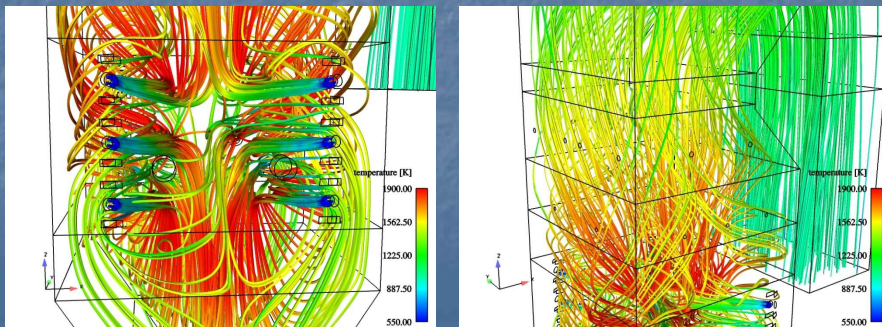 temperature [K]
1900.00
1562.50
1225.00
887.50
550.00
Z
Y
X
temperature [K]
1900.00
1562.50
1225.00
887.50
550.00
Z
Y
X